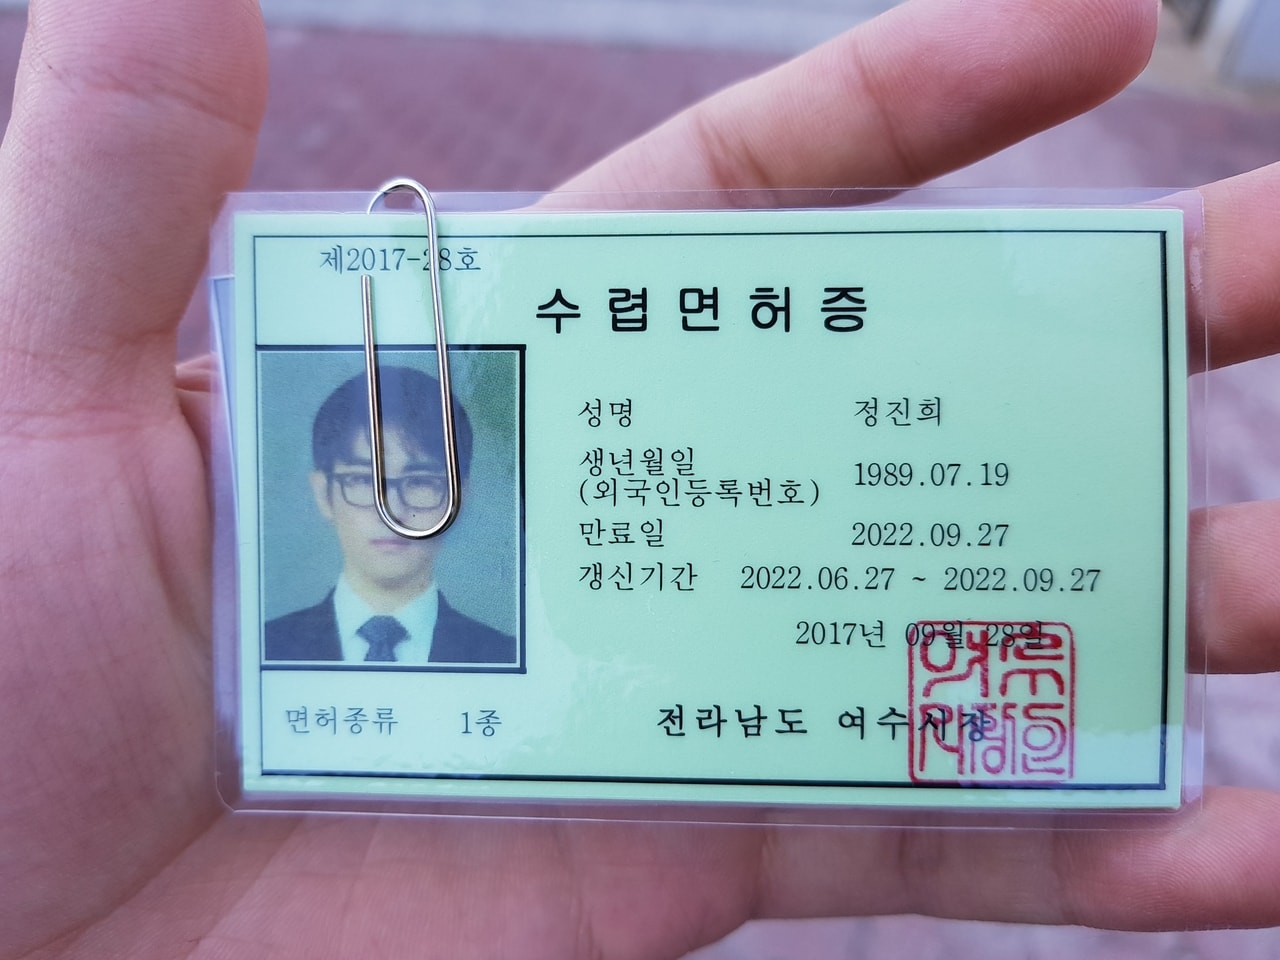 제2017-28호
수렵면허증
성명 정진희
생년월일 1989.07.19
(외국인등록번호)
만료일 2022.09.27
갱신기간 2022.06.27 ~ 2022.09.27
2017년 09월 28일
면허종류 1종
전라남도 여수시장
여수시장인